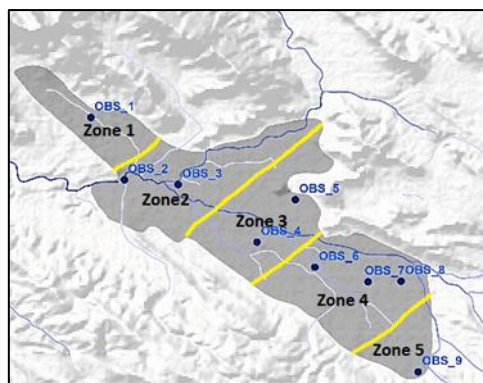 OBS_1
Zone 1
OBS_2
OBS_3
Zone2
OBS_5
Zone 3
OBS_4
OBS_6
OBS_7
OBS_8
Zone 4
Zone 5
OBS_9